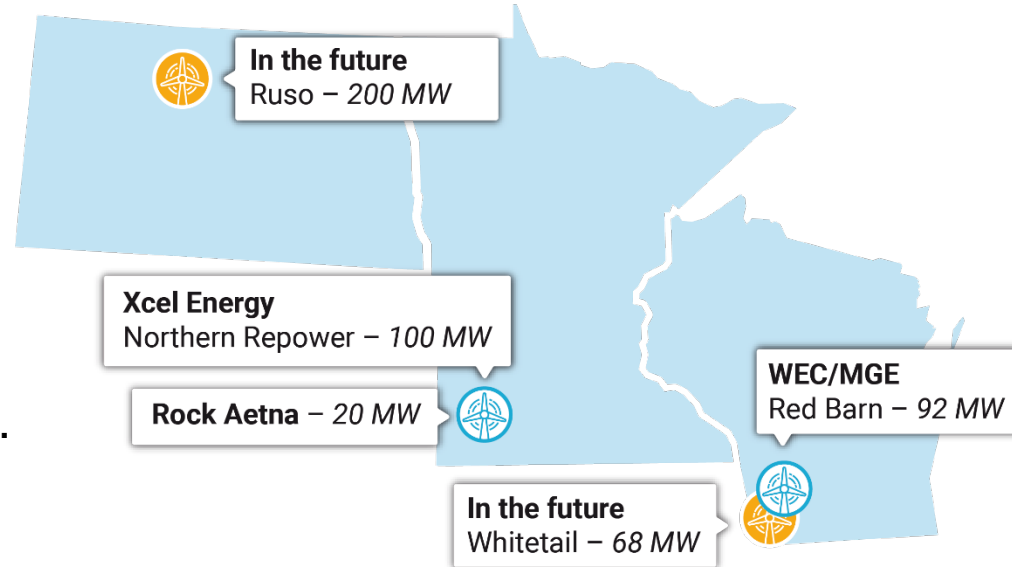 In the future
Ruso – 200 MW
Xcel Energy
Northern Repower – 100 MW
Rock Aetna – 20 MW
.
WEC/MGE
Red Barn – 92 MW
In the future
Whitetail – 68 MW